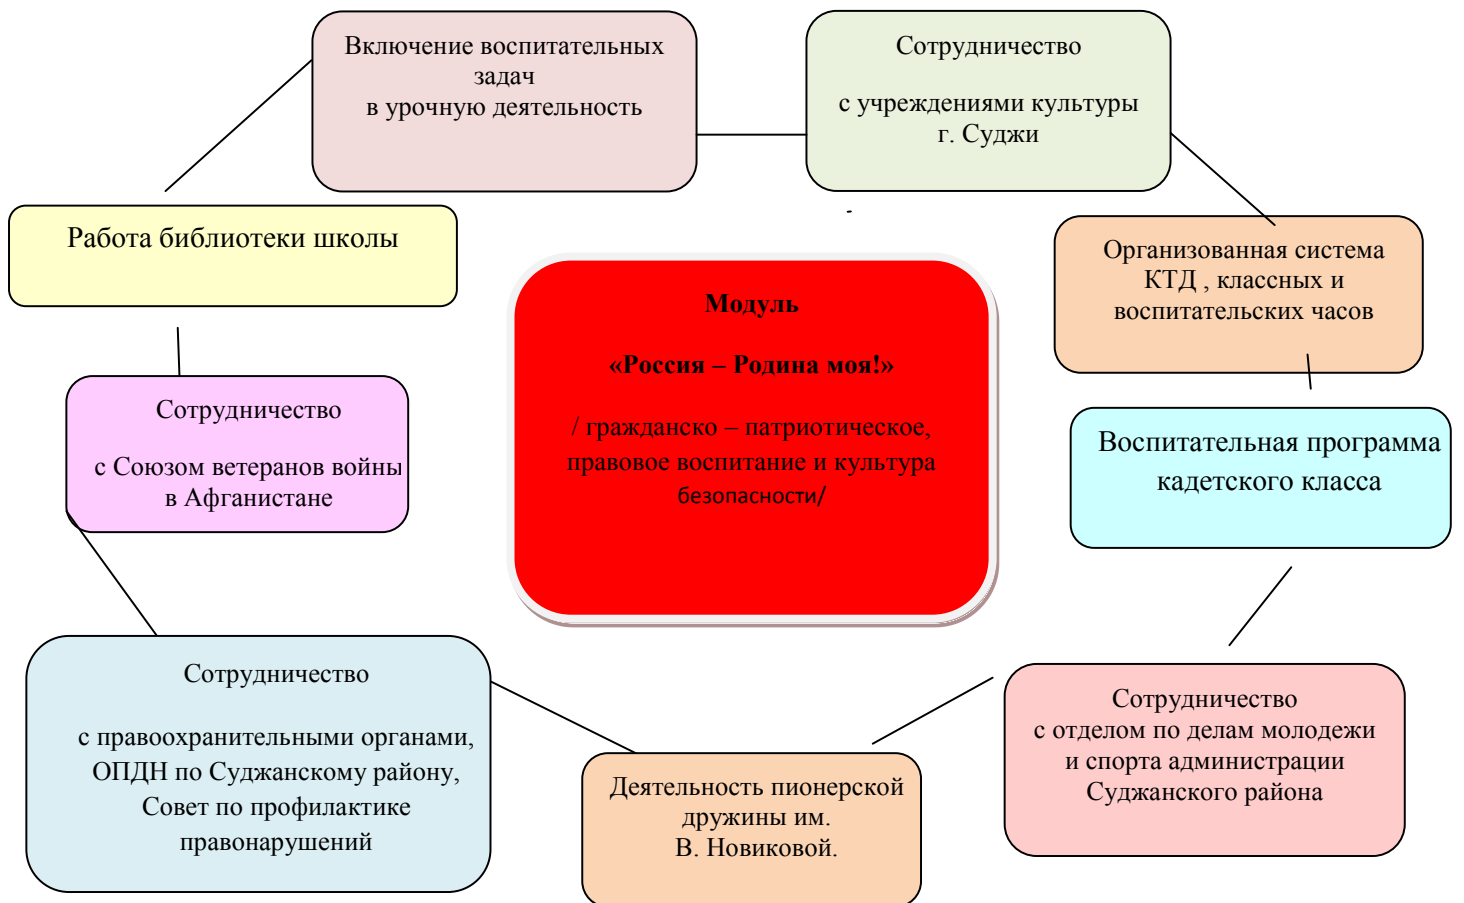 Включение воспитательных
задач
в урочную деятельность
Сотрудничество
с учреждениями культуры
г. Суджи
Работа библиотеки школы
Организованная система
КТД , классных и
воспитательских часов
Модуль
«Россия – Родина моя!»
/ гражданско – патриотическое,
правовое воспитание и культура
безопасности/
Сотрудничество
с Союзом ветеранов войны
в Афганистане
Воспитательная программа
кадетского класса
Сотрудничество
с правоохранительными органами,
ОПДН по Суджанскому району,
Совет по профилактике
правонарушений
Деятельность пионерской
дружины им.
В. Новиковой.
Сотрудничество
с отделом по делам молодежи
и спорта администрации
Суджанского района